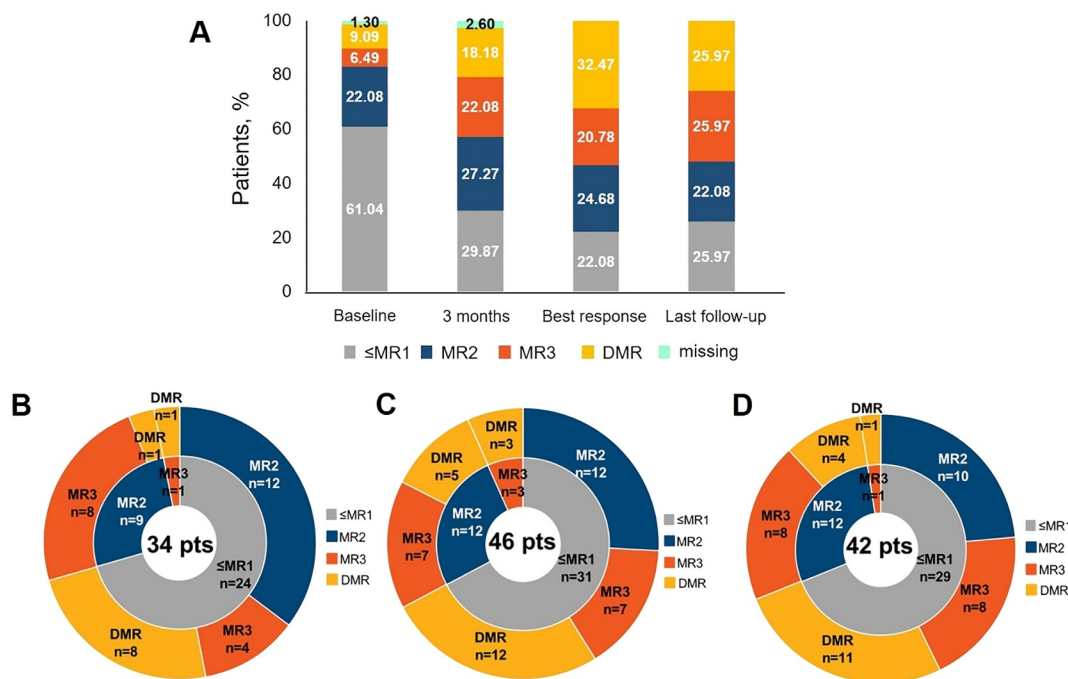 A
Patients, %
100
80
60
40
20
0
1.30
9.09
6.49
22.08
61.04
2.60
18.18
22.08
27.27
29.87
32.47
20.78
24.68
22.08
25.97
25.97
22.08
25.97
Baseline
3 months
Best response
Last follow-up
≤MR1
MR2
MR3
DMR
missing
B
DMR
n=1
DMR
n=1
MR3
n=1
MR2
n=12
MR3
n=8
MR2
n=9
34 pts
≤MR1
n=24
DMR
n=8
MR3
n=4
≤MR1
MR2
MR3
DMR
C
DMR
n=3
DMR
n=5
MR3
n=3
MR2
n=12
MR2
n=12
MR3
n=7
46 pts
≤MR1
n=31
MR3
n=7
DMR
n=12
≤MR1
MR2
MR3
DMR
D
DMR
n=1
DMR
n=4
MR3
n=1
MR2
n=10
MR3
n=8
MR2
n=12
42 pts
≤MR1
n=29
MR3
n=8
DMR
n=11
≤MR1
MR2
MR3
DMR